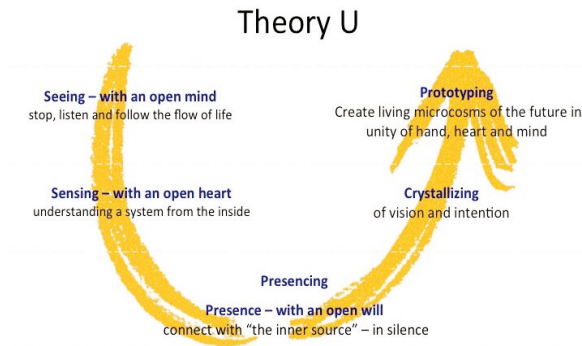 Theory U
Seeing – with an open mind
stop, listen and follow the flow of life
Sensing – with an open heart
understanding a system from the inside
Presencing
Presence – with an open will
connect with “the inner source” – in silence
Crystallizing
of vision and intention
Prototyping
Create living microcosms of the future in
unity of hand, heart and mind